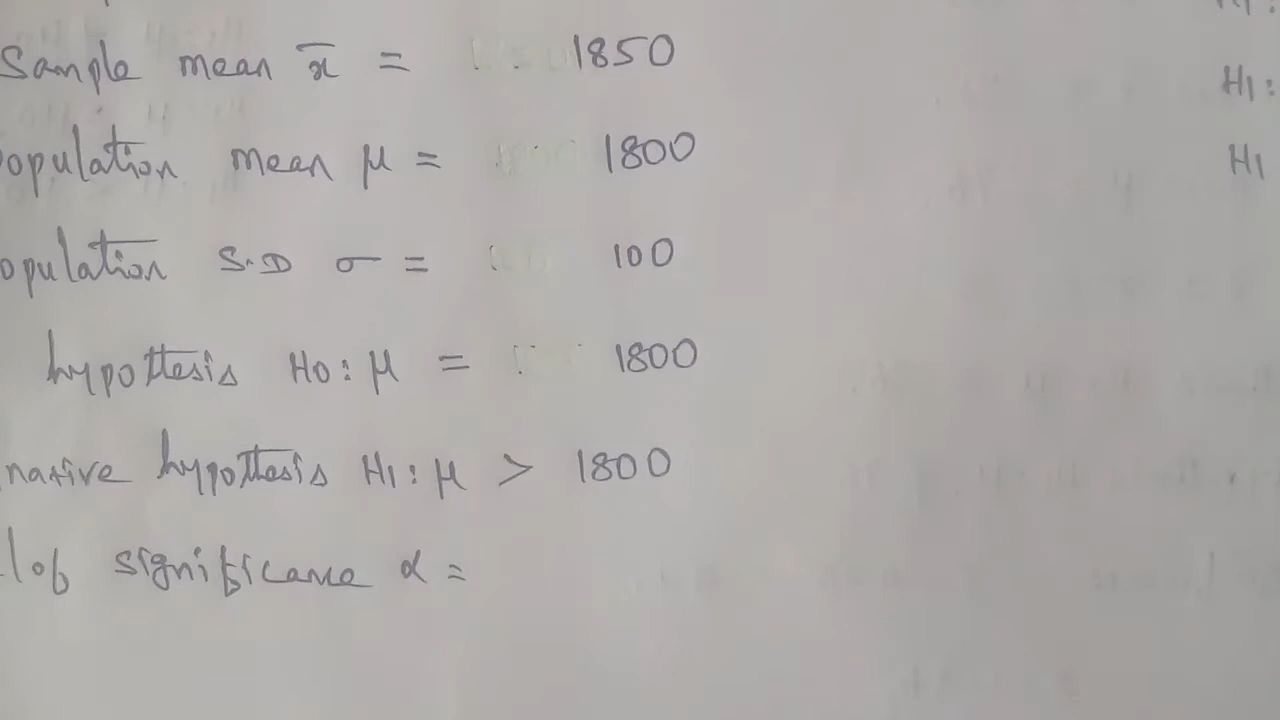 Sample mean x̄ = 1850
opulation mean μ = 1800
opulation S.D σ = 100
hypothesis H0 : μ = 1800
native hypothesis H1 : μ > 1800
l of significance α =
H1 :
H1